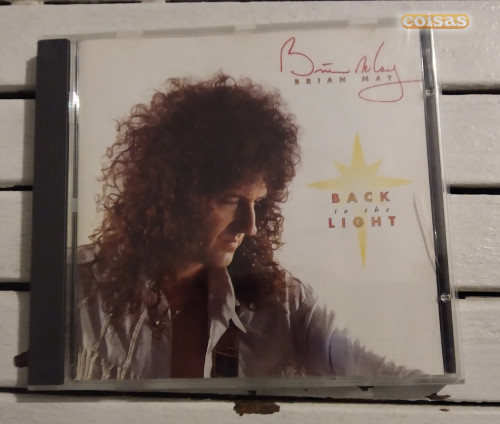 coisas
Brian May
BRIAN MAY
BACK
to the
LIGHT